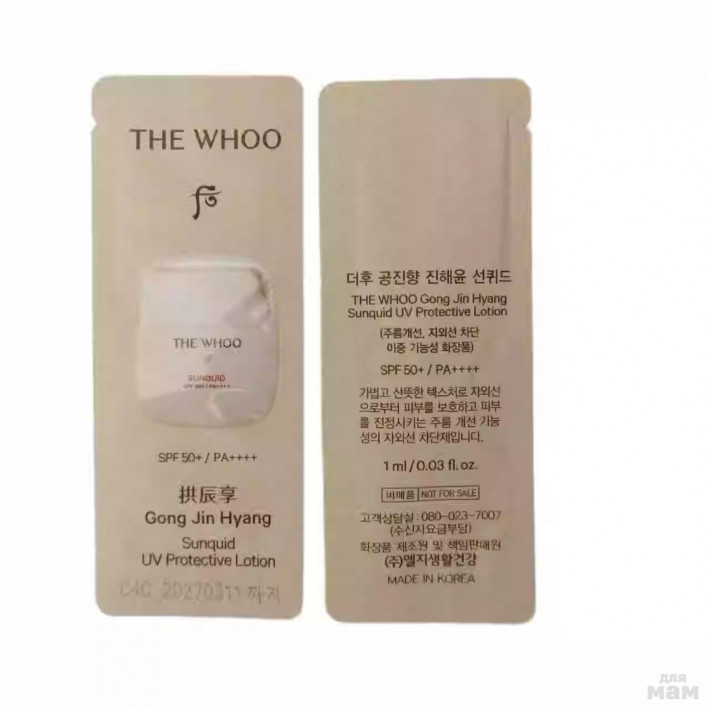 THE WHOO
THE WHOO
SUNQUID
SPF 50+ / PA++++
SPF 50+ / PA++++
拱辰享
Gong Jin Hyang
Sunquid
UV Protective Lotion
C4C 20270311 까지
더후 공진향 진해윤 선퀴드
THE WHOO Gong Jin Hyang
Sunquid UV Protective Lotion
(주름개선, 지외선 차단
이중 기능성 화장품)
SPF 50+ / PA++++
가볍고 산뜻한 텍스처로 자외선
으로부터 피부를 보호하고 피부
를 진정시키는 주름 개선 기능
성의 자외선 차단제입니다.
1 ml / 0.03 fl. oz.
비매품 NOT FOR SALE
고객상담실 : 080-023-7007
(수신자요금부담)
화장품 제조원 및 책임판매원
(주)엘지생활건강
MADE IN KOREA
для
мам